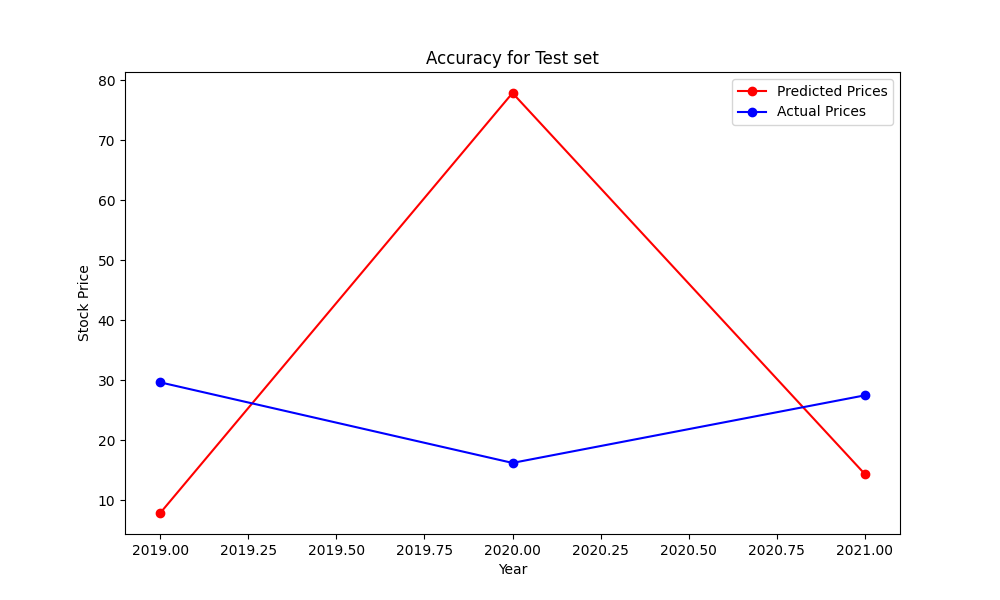 Accuracy for Test set
Predicted Prices
Actual Prices
80
70
60
50
40
30
20
10
Stock Price
2019.00 2019.25 2019.50 2019.75 2020.00 2020.25 2020.50 2020.75 2021.00
Year